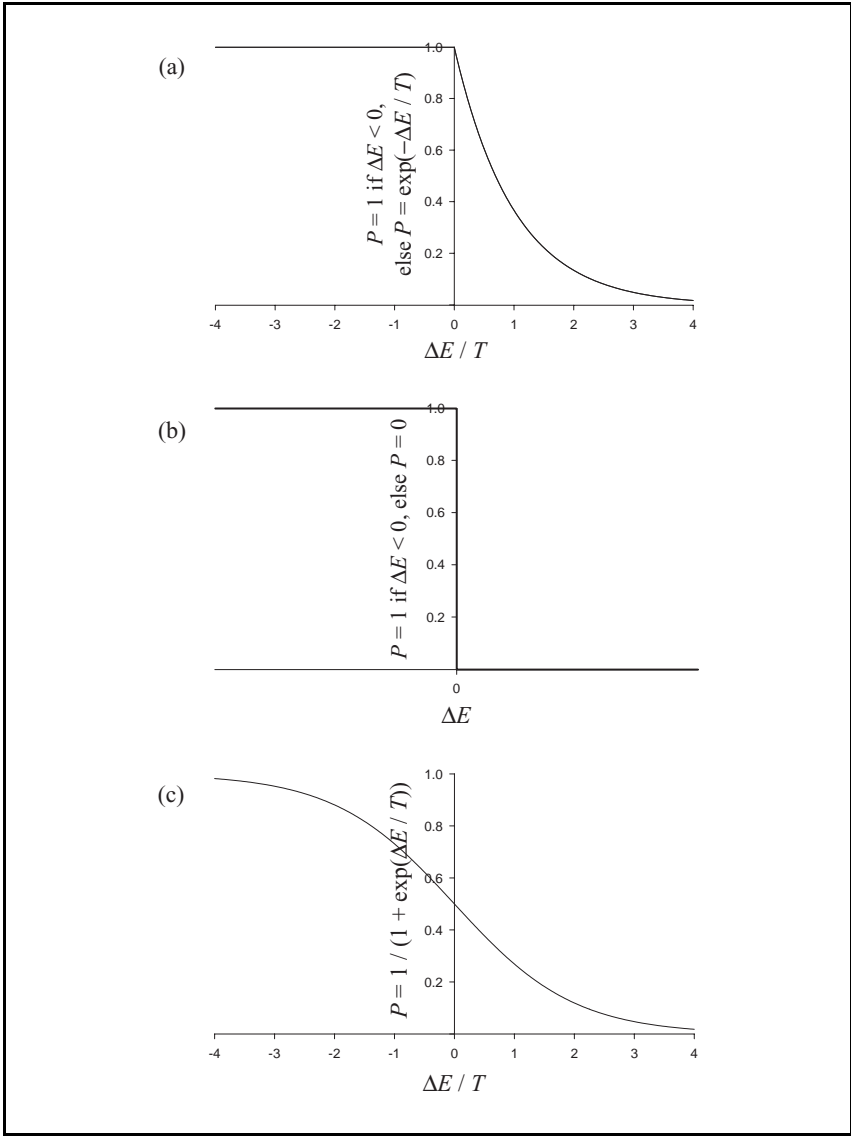 (a)
P = 1 if ΔE < 0,
else P = exp(−ΔE / T)
1.0
0.8
0.6
0.4
0.2
-4 -3 -2 -1 0 1 2 3 4
ΔE / T
(b)
P = 1 if ΔE < 0, else P = 0
1.0
0.8
0.6
0.4
0.2
0
ΔE
(c)
P = 1 / (1 + exp(ΔE / T))
1.0
0.8
0.6
0.4
0.2
-4 -3 -2 -1 0 1 2 3 4
ΔE / T